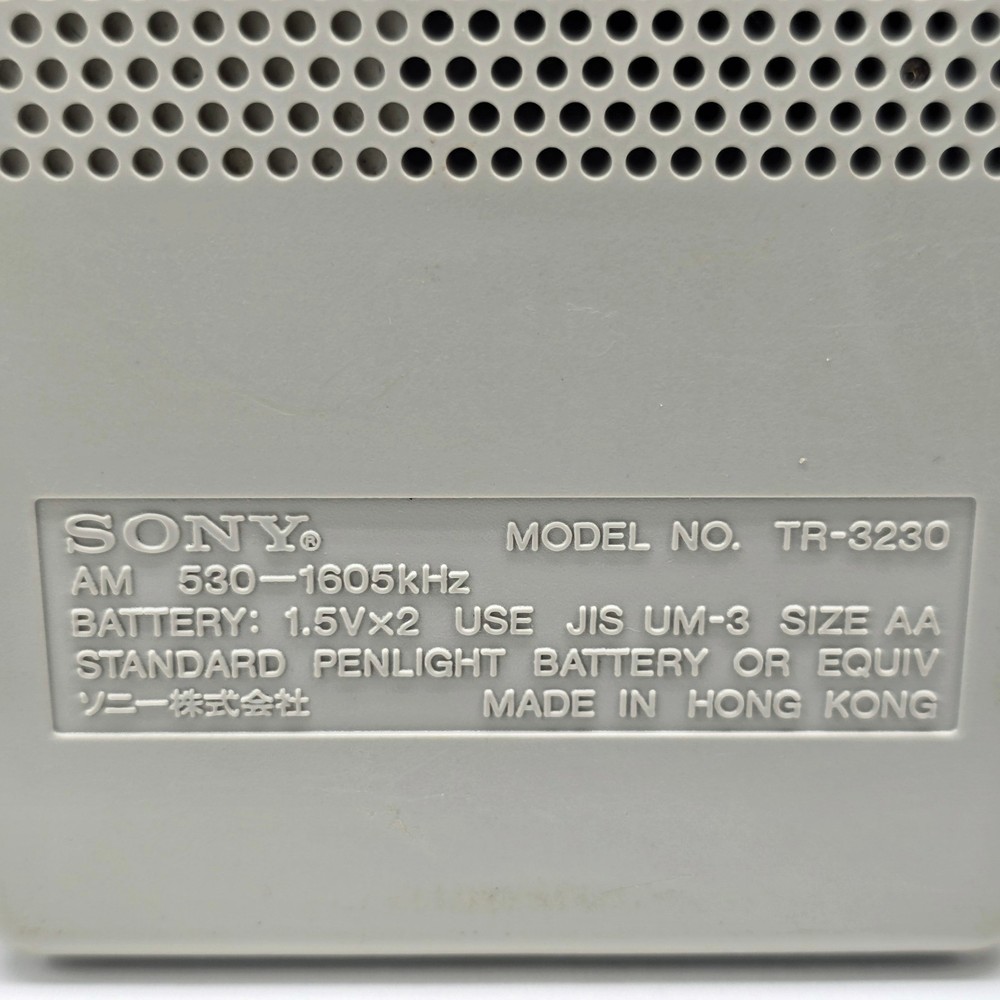 SONY® MODEL NO. TR-3230
AM 530—1605kHz
BATTERY: 1.5V×2 USE JIS UM-3 SIZE AA
STANDARD PENLIGHT BATTERY OR EQUIV
ソニー株式会社 MADE IN HONG KONG